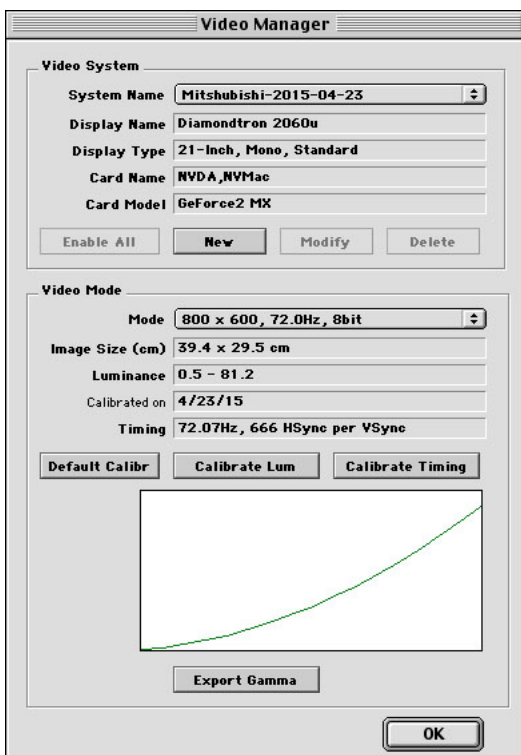 Video Manager
Video System
System Name Mitshubishi-2015-04-23
Display Name Diamondtron 2060u
Display Type 21-Inch, Mono, Standard
Card Name NVDA,NVMac
Card Model GeForce2 MX
Enable All New Modify Delete
Video Mode
Mode 800 x 600, 72.0Hz, 8bit
Image Size (cm) 39.4 x 29.5 cm
Luminance 0.5 - 81.2
Calibrated on 4/23/15
Timing 72.07Hz, 666 HSync per VSync
Default Calibr Calibrate Lum Calibrate Timing
Export Gamma
OK